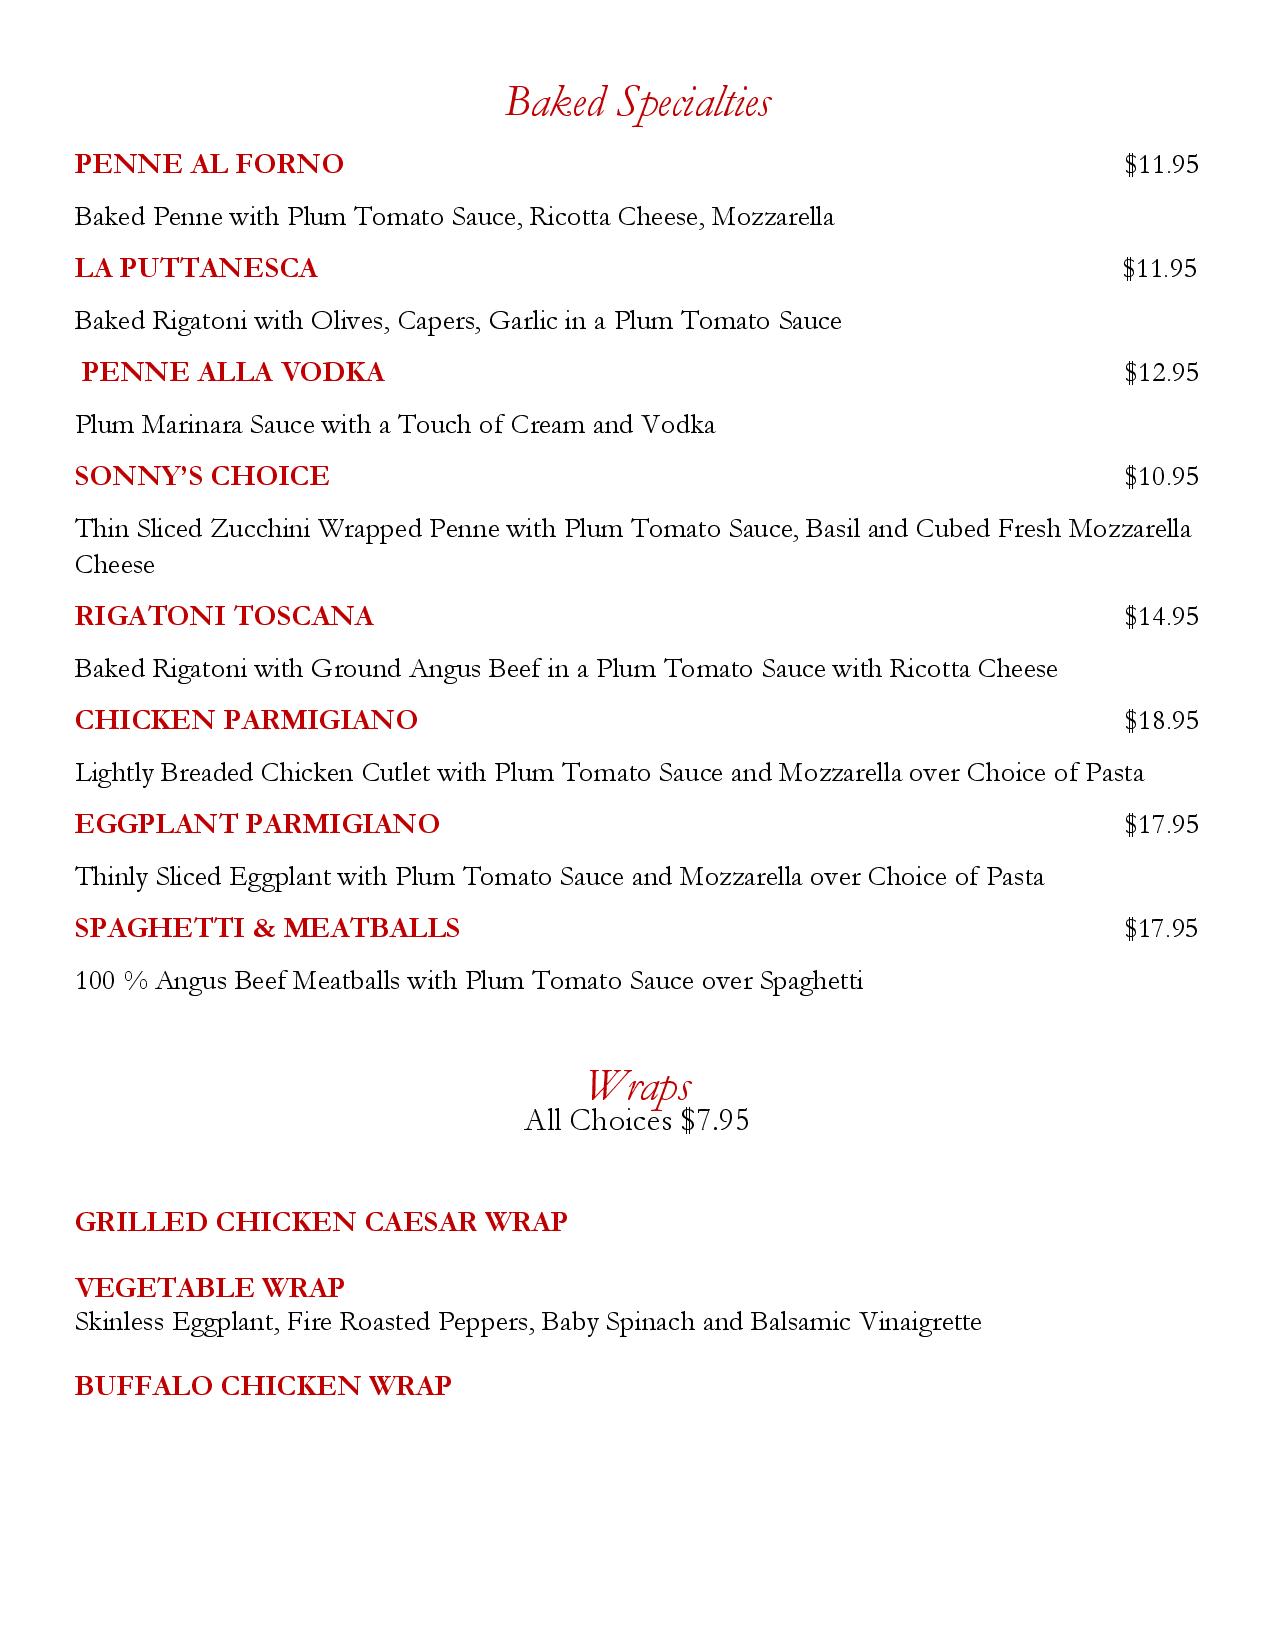 Baked Specialties
PENNE AL FORNO $11.95
Baked Penne with Plum Tomato Sauce, Ricotta Cheese, Mozzarella
LA PUTTANESCA $11.95
Baked Rigatoni with Olives, Capers, Garlic in a Plum Tomato Sauce
PENNE ALLA VODKA $12.95
Plum Marinara Sauce with a Touch of Cream and Vodka
SONNY’S CHOICE $10.95
Thin Sliced Zucchini Wrapped Penne with Plum Tomato Sauce, Basil and Cubed Fresh Mozzarella
Cheese
RIGATONI TOSCANA $14.95
Baked Rigatoni with Ground Angus Beef in a Plum Tomato Sauce with Ricotta Cheese
CHICKEN PARMIGIANO $18.95
Lightly Breaded Chicken Cutlet with Plum Tomato Sauce and Mozzarella over Choice of Pasta
EGGPLANT PARMIGIANO $17.95
Thinly Sliced Eggplant with Plum Tomato Sauce and Mozzarella over Choice of Pasta
SPAGHETTI & MEATBALLS $17.95
100 % Angus Beef Meatballs with Plum Tomato Sauce over Spaghetti
Wraps
All Choices $7.95
GRILLED CHICKEN CAESAR WRAP
VEGETABLE WRAP
Skinless Eggplant, Fire Roasted Peppers, Baby Spinach and Balsamic Vinaigrette
BUFFALO CHICKEN WRAP